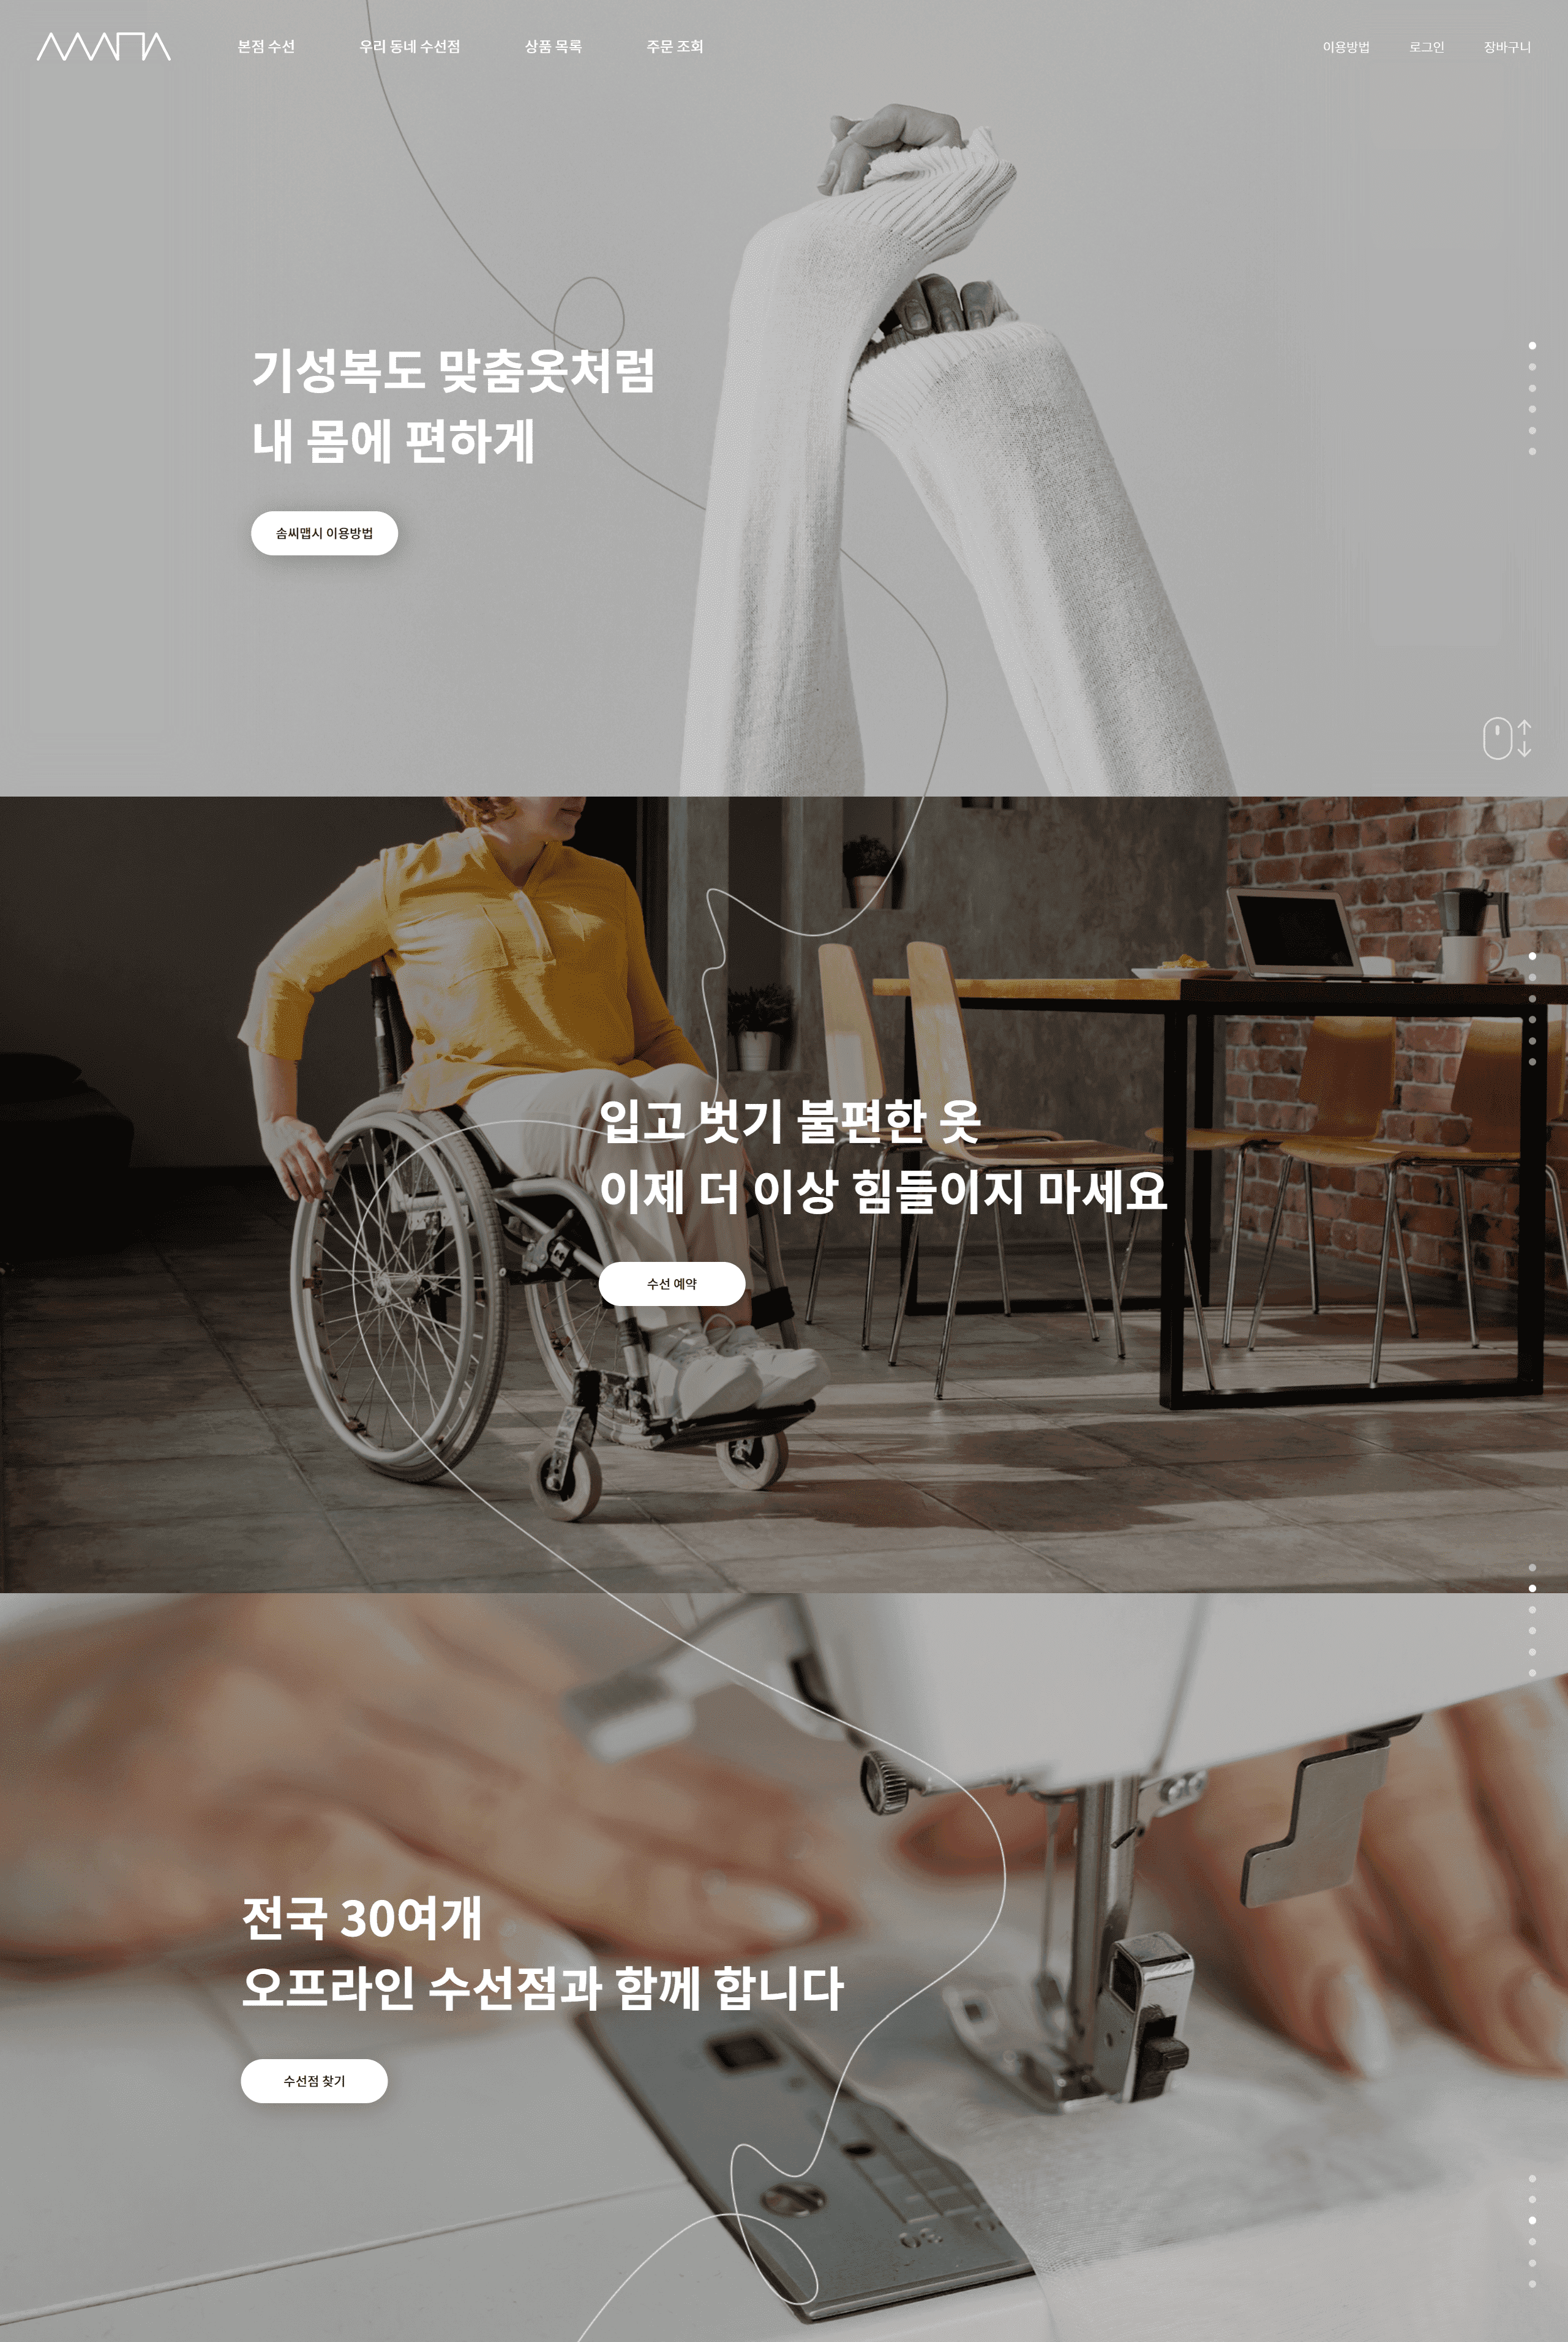 본점 수선
우리 동네 수선점
상품 목록
주문 조회
이용방법
로그인
장바구니
기성복도 맞춤옷처럼
내 몸에 편하게
솜씨맵시 이용방법
입고 벗기 불편한 옷
이제 더 이상 힘들이지 마세요
수선 예약
전국 30여개
오프라인 수선점과 함께 합니다
수선점 찾기